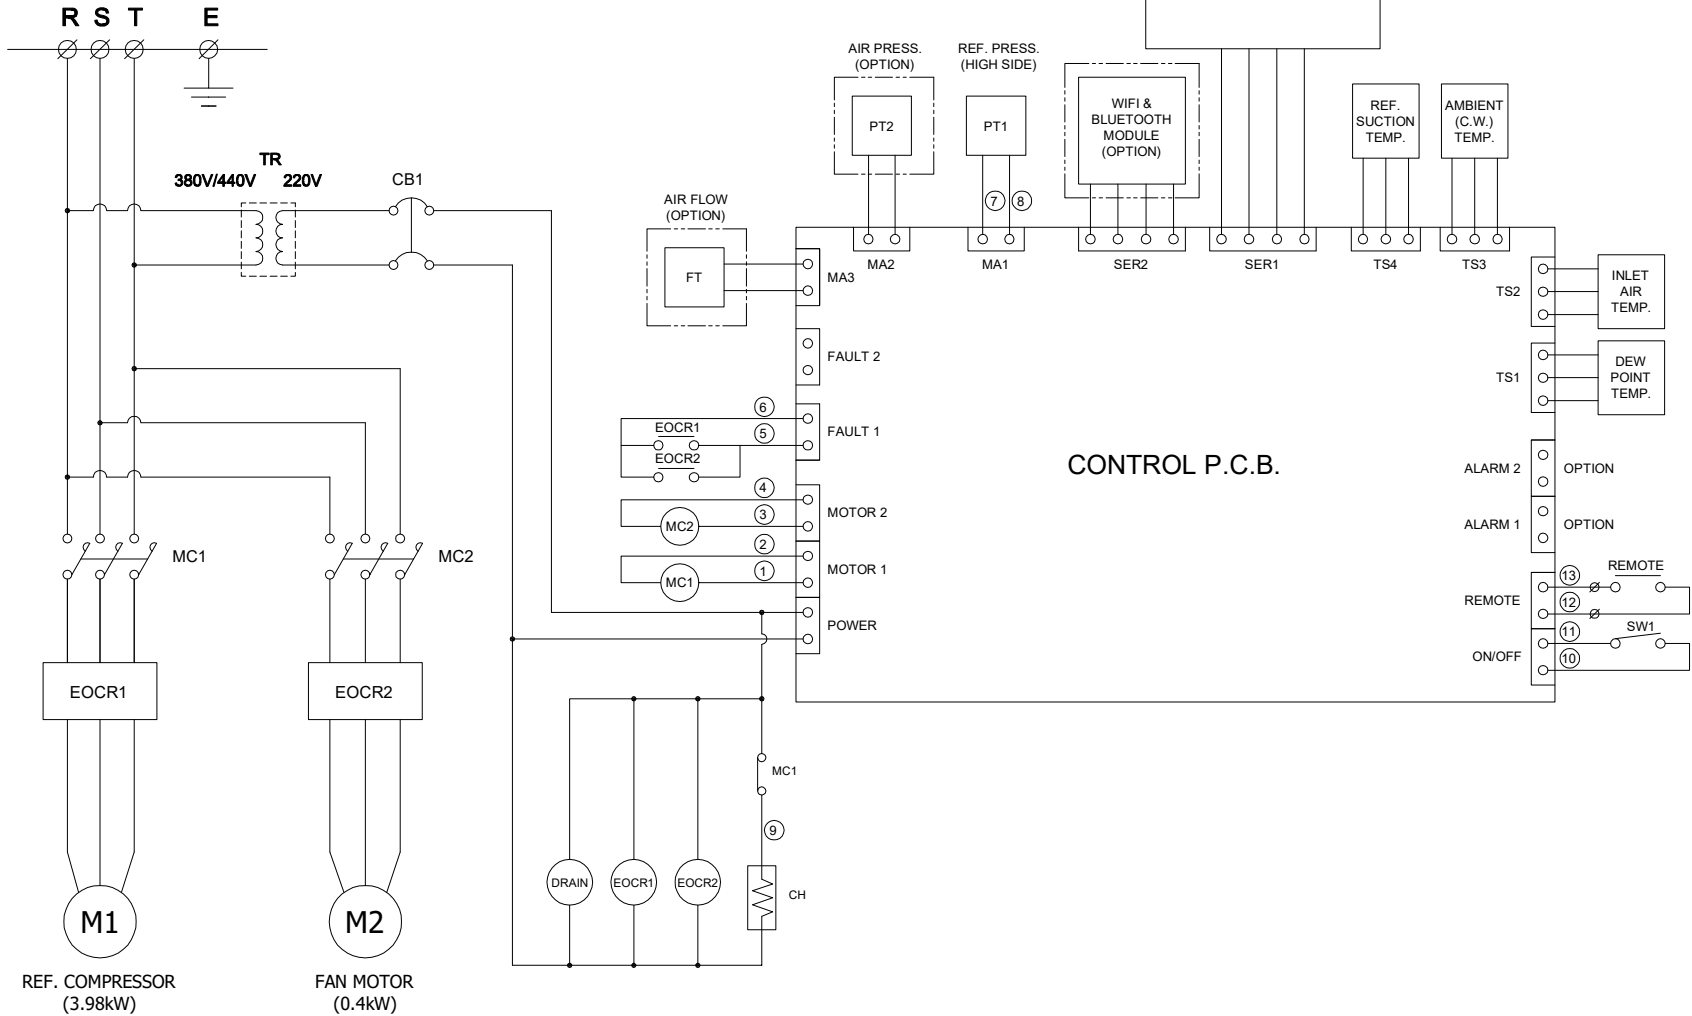 R S T E
AIR PRESS.
(OPTION)
REF. PRESS.
(HIGH SIDE)
PT2
PT1
WIFI &
BLUETOOTH
MODULE
(OPTION)
REF.
SUCTION
TEMP.
AMBIENT
(C.W.)
TEMP.
TR
380V/440V 220V
CB1
AIR FLOW
(OPTION)
FT
7 8
MA3
MA2
MA1
SER2
SER1
TS4
TS3
TS2
INLET
AIR
TEMP.
TS1
DEW
POINT
TEMP.
FAULT 2
6
EOCR1
5
FAULT 1
EOCR2
CONTROL P.C.B.
ALARM 2 OPTION
ALARM 1 OPTION
4
3
MC2
MOTOR 2
2
1
MC1
MOTOR 1
POWER
13
REMOTE
REMOTE
12
11
SW1
ON/OFF
10
MC1
MC2
EOCR1
EOCR2
MC1
9
DRAIN
EOCR1
EOCR2
CH
M1
M2
REF. COMPRESSOR
(3.98kW)
FAN MOTOR
(0.4kW)